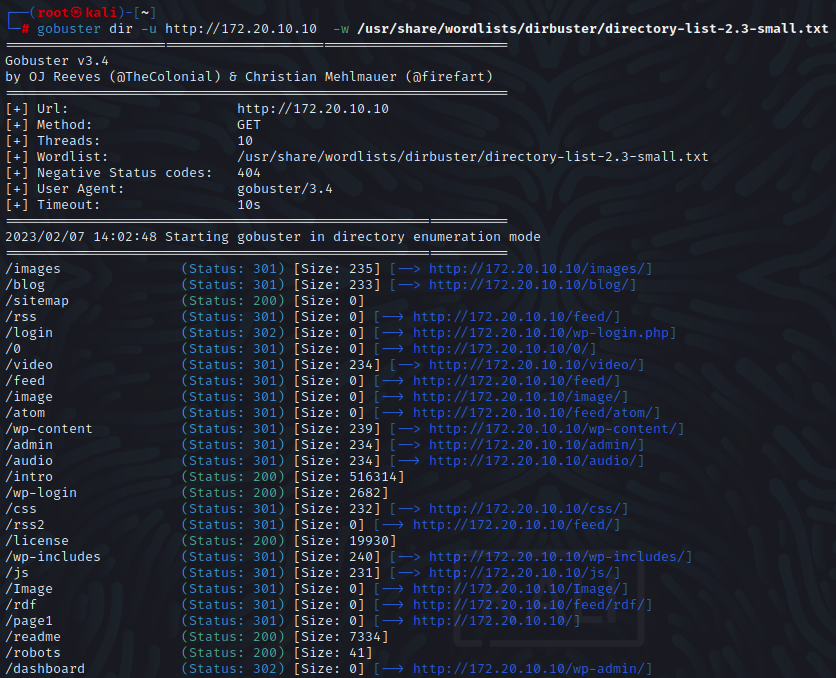 ┌──(root㉿kali)-[~]
└─# gobuster dir -u http://172.20.10.10  -w /usr/share/wordlists/dirbuster/directory-list-2.3-small.txt
===============================================================
Gobuster v3.4
by OJ Reeves (@TheColonial) & Christian Mehlmauer (@firefart)
===============================================================
[+] Url:                     http://172.20.10.10
[+] Method:                  GET
[+] Threads:                 10
[+] Wordlist:                /usr/share/wordlists/dirbuster/directory-list-2.3-small.txt
[+] Negative Status codes:   404
[+] User Agent:              gobuster/3.4
[+] Timeout:                 10s
===============================================================
2023/02/07 14:02:48 Starting gobuster in directory enumeration mode
===============================================================
/images               (Status: 301) [Size: 235] [--> http://172.20.10.10/images/]
/blog                 (Status: 301) [Size: 233] [--> http://172.20.10.10/blog/]
/sitemap              (Status: 200) [Size: 0]
/rss                  (Status: 301) [Size: 0] [--> http://172.20.10.10/feed/]
/login                (Status: 302) [Size: 0] [--> http://172.20.10.10/wp-login.php]
/0                    (Status: 301) [Size: 0] [--> http://172.20.10.10/0/]
/video                (Status: 301) [Size: 234] [--> http://172.20.10.10/video/]
/feed                 (Status: 301) [Size: 0] [--> http://172.20.10.10/feed/]
/image                (Status: 301) [Size: 0] [--> http://172.20.10.10/image/]
/atom                 (Status: 301) [Size: 0] [--> http://172.20.10.10/feed/atom/]
/wp-content           (Status: 301) [Size: 239] [--> http://172.20.10.10/wp-content/]
/admin                (Status: 301) [Size: 234] [--> http://172.20.10.10/admin/]
/audio                (Status: 301) [Size: 234] [--> http://172.20.10.10/audio/]
/intro                (Status: 200) [Size: 516314]
/wp-login             (Status: 200) [Size: 2682]
/css                  (Status: 301) [Size: 232] [--> http://172.20.10.10/css/]
/rss2                 (Status: 301) [Size: 0] [--> http://172.20.10.10/feed/]
/license              (Status: 200) [Size: 19930]
/wp-includes          (Status: 301) [Size: 240] [--> http://172.20.10.10/wp-includes/]
/js                   (Status: 301) [Size: 231] [--> http://172.20.10.10/js/]
/Image                (Status: 301) [Size: 0] [--> http://172.20.10.10/Image/]
/rdf                  (Status: 301) [Size: 0] [--> http://172.20.10.10/feed/rdf/]
/page1                (Status: 301) [Size: 0] [--> http://172.20.10.10/]
/readme               (Status: 200) [Size: 7334]
/robots               (Status: 200) [Size: 41]
/dashboard            (Status: 302) [Size: 0] [--> http://172.20.10.10/wp-admin/]